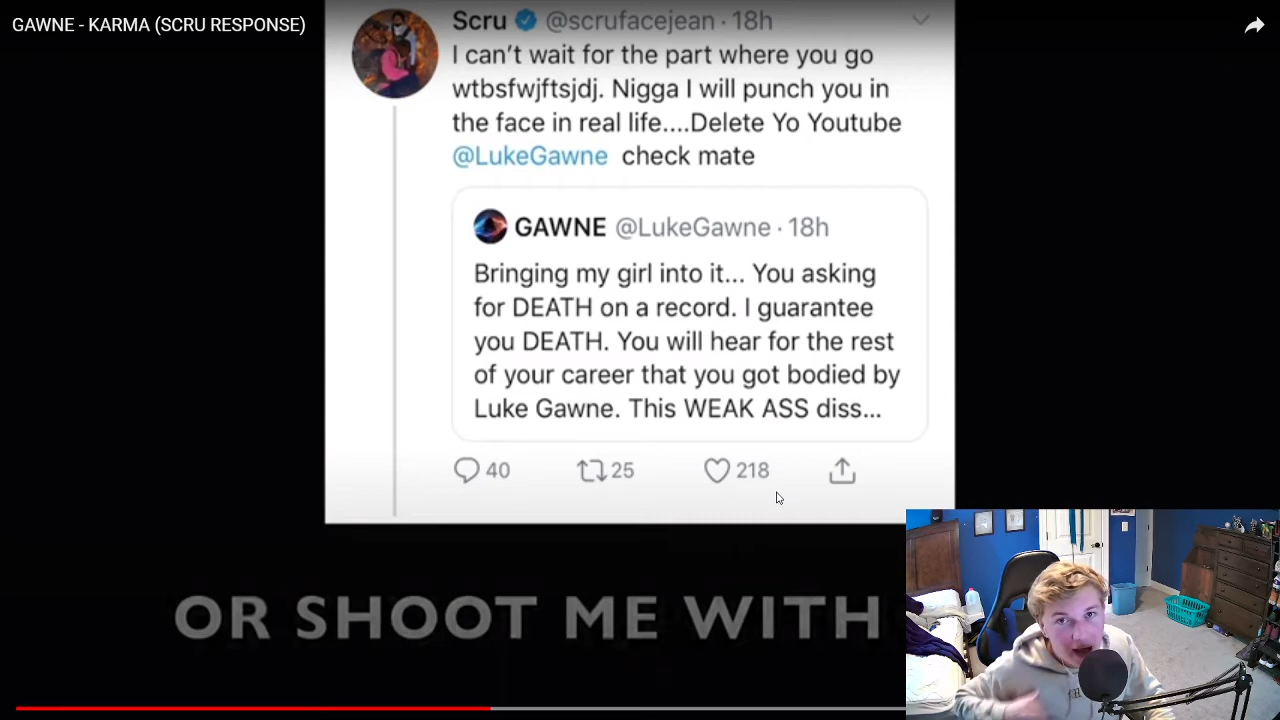 GAWNE - KARMA (SCRU RESPONSE)
Scru @scrufacejean · 18h
I can’t wait for the part where you go
wtbsfwjftsjdj. Nigga I will punch you in
the face in real life....Delete Yo Youtube
@LukeGawne check mate
GAWNE @LukeGawne · 18h
Bringing my girl into it... You asking
for DEATH on a record. I guarantee
you DEATH. You will hear for the rest
of your career that you got bodied by
Luke Gawne. This WEAK ASS diss...
40 25 218
OR SHOOT ME WITH